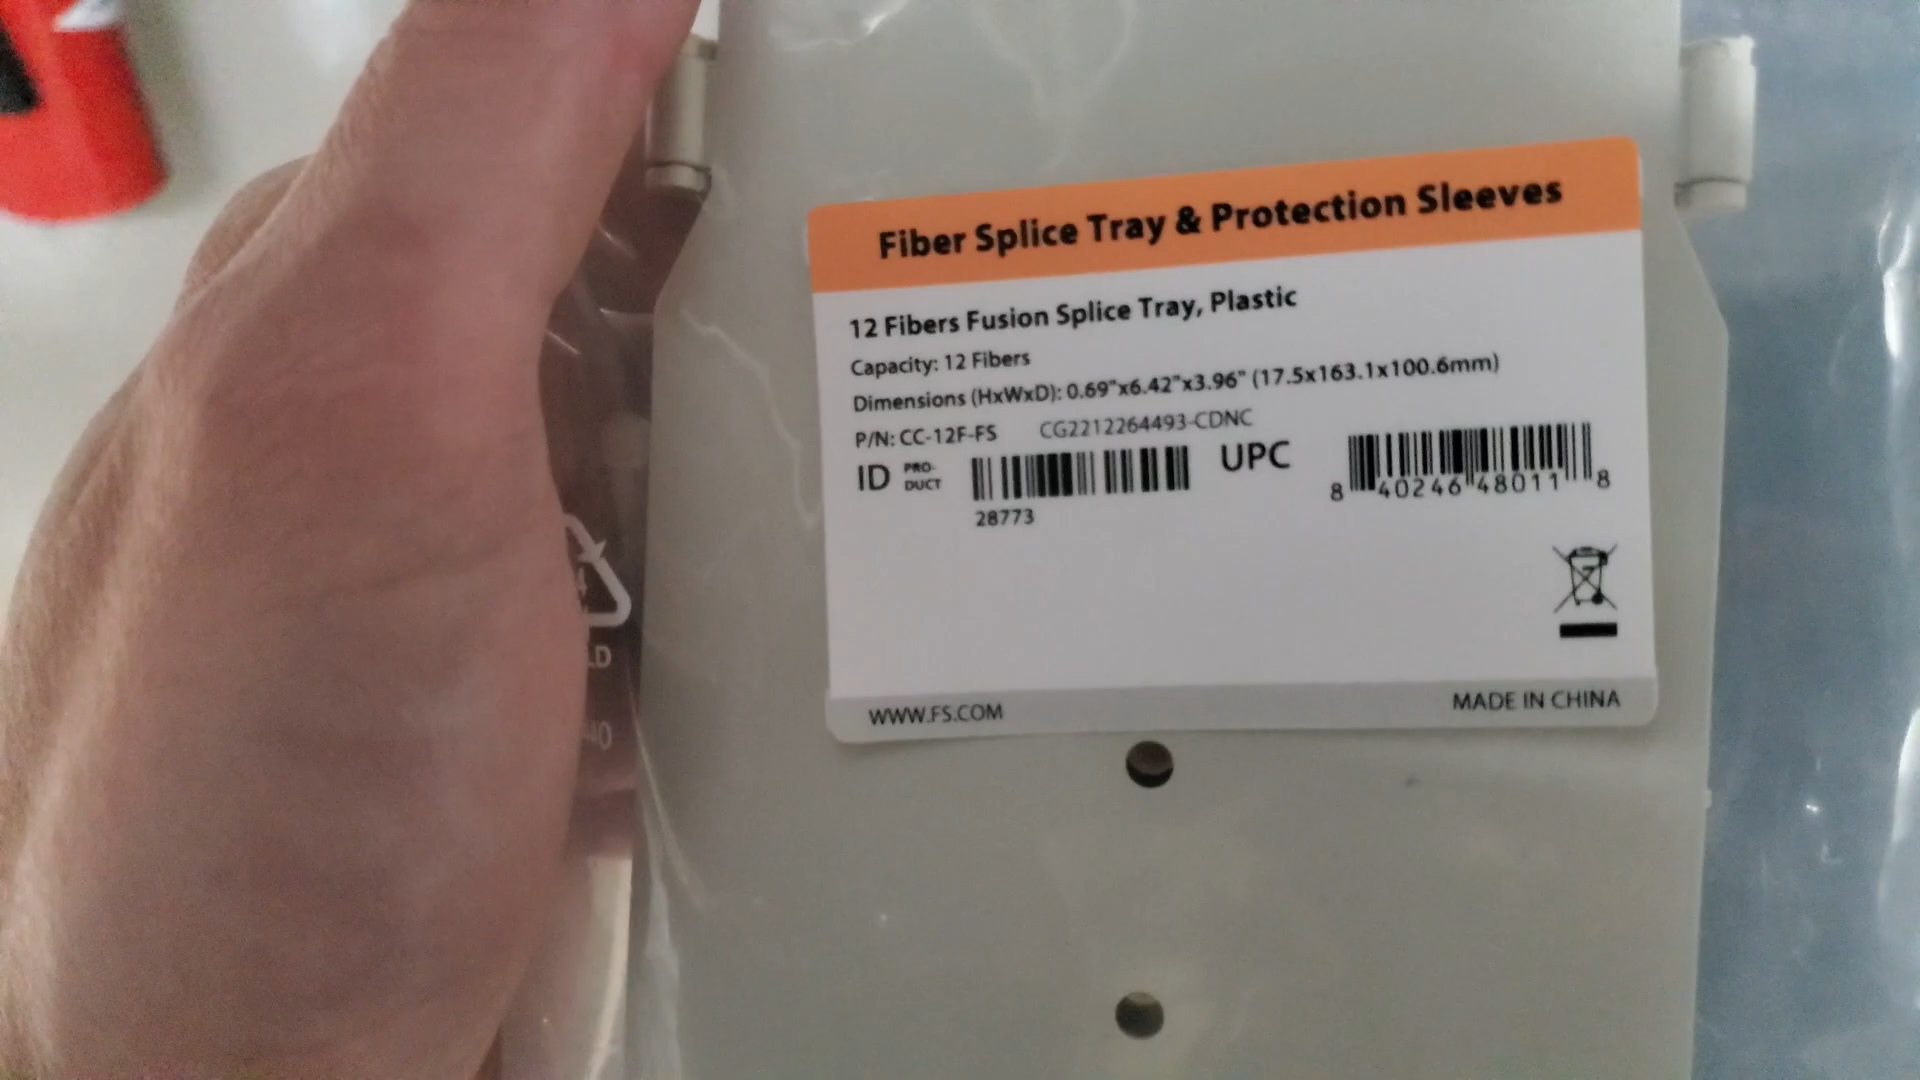 Fiber Splice Tray & Protection Sleeves
12 Fibers Fusion Splice Tray, Plastic
Capacity: 12 Fibers
Dimensions (HxWxD): 0.69"x6.42"x3.96" (17.5x163.1x100.6mm)
P/N: CC-12F-FS CG2212264493-CDNC
ID PRO-
DUCT
28773
UPC
8 40246 48011 8
WWW.FS.COM
MADE IN CHINA
4